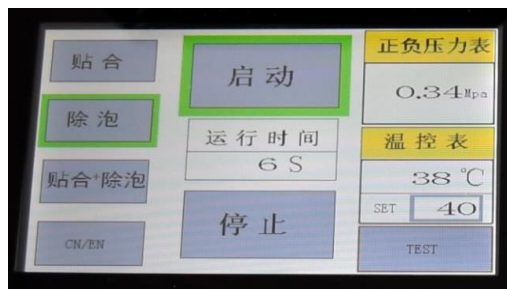 贴合
启动
正负压力表
0.34Mpa
除泡
运行时间
6 S
温控表
38 ℃
贴合+除泡
SET 40
停止
CN/EN
TEST